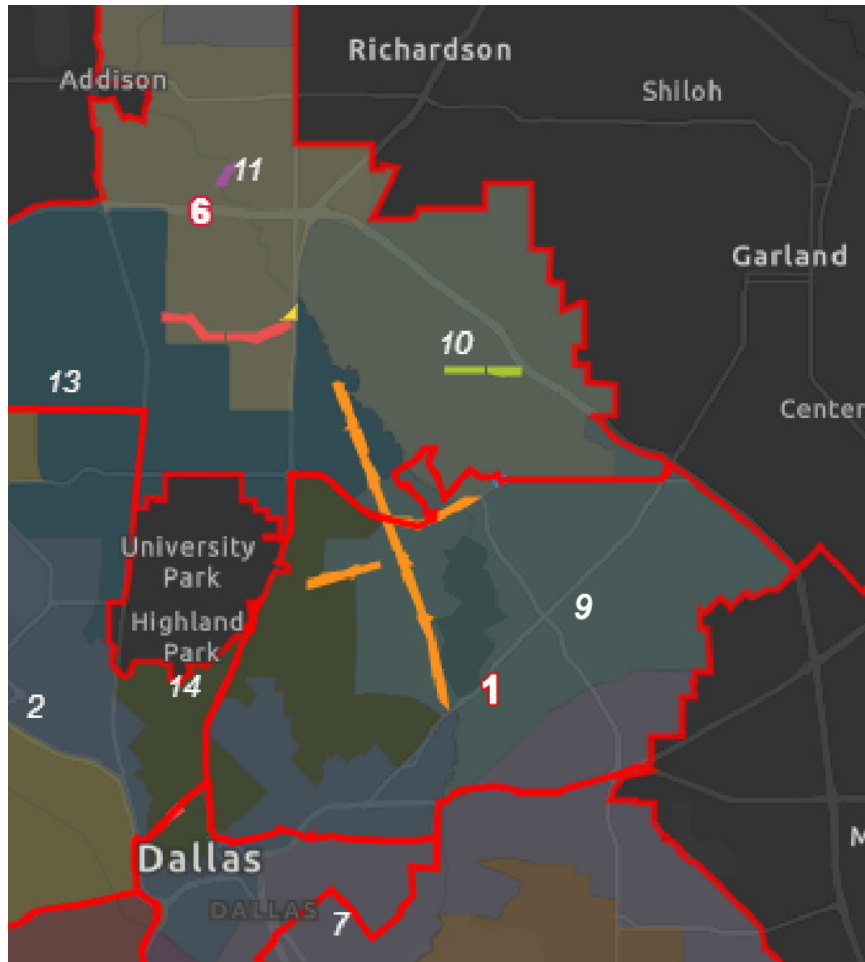 Richardson
Addison
Shiloh
11
6
Garland
10
13
Center
University
Park
9
Highland
Park
14
1
2
Dallas
M
DALLAS
7